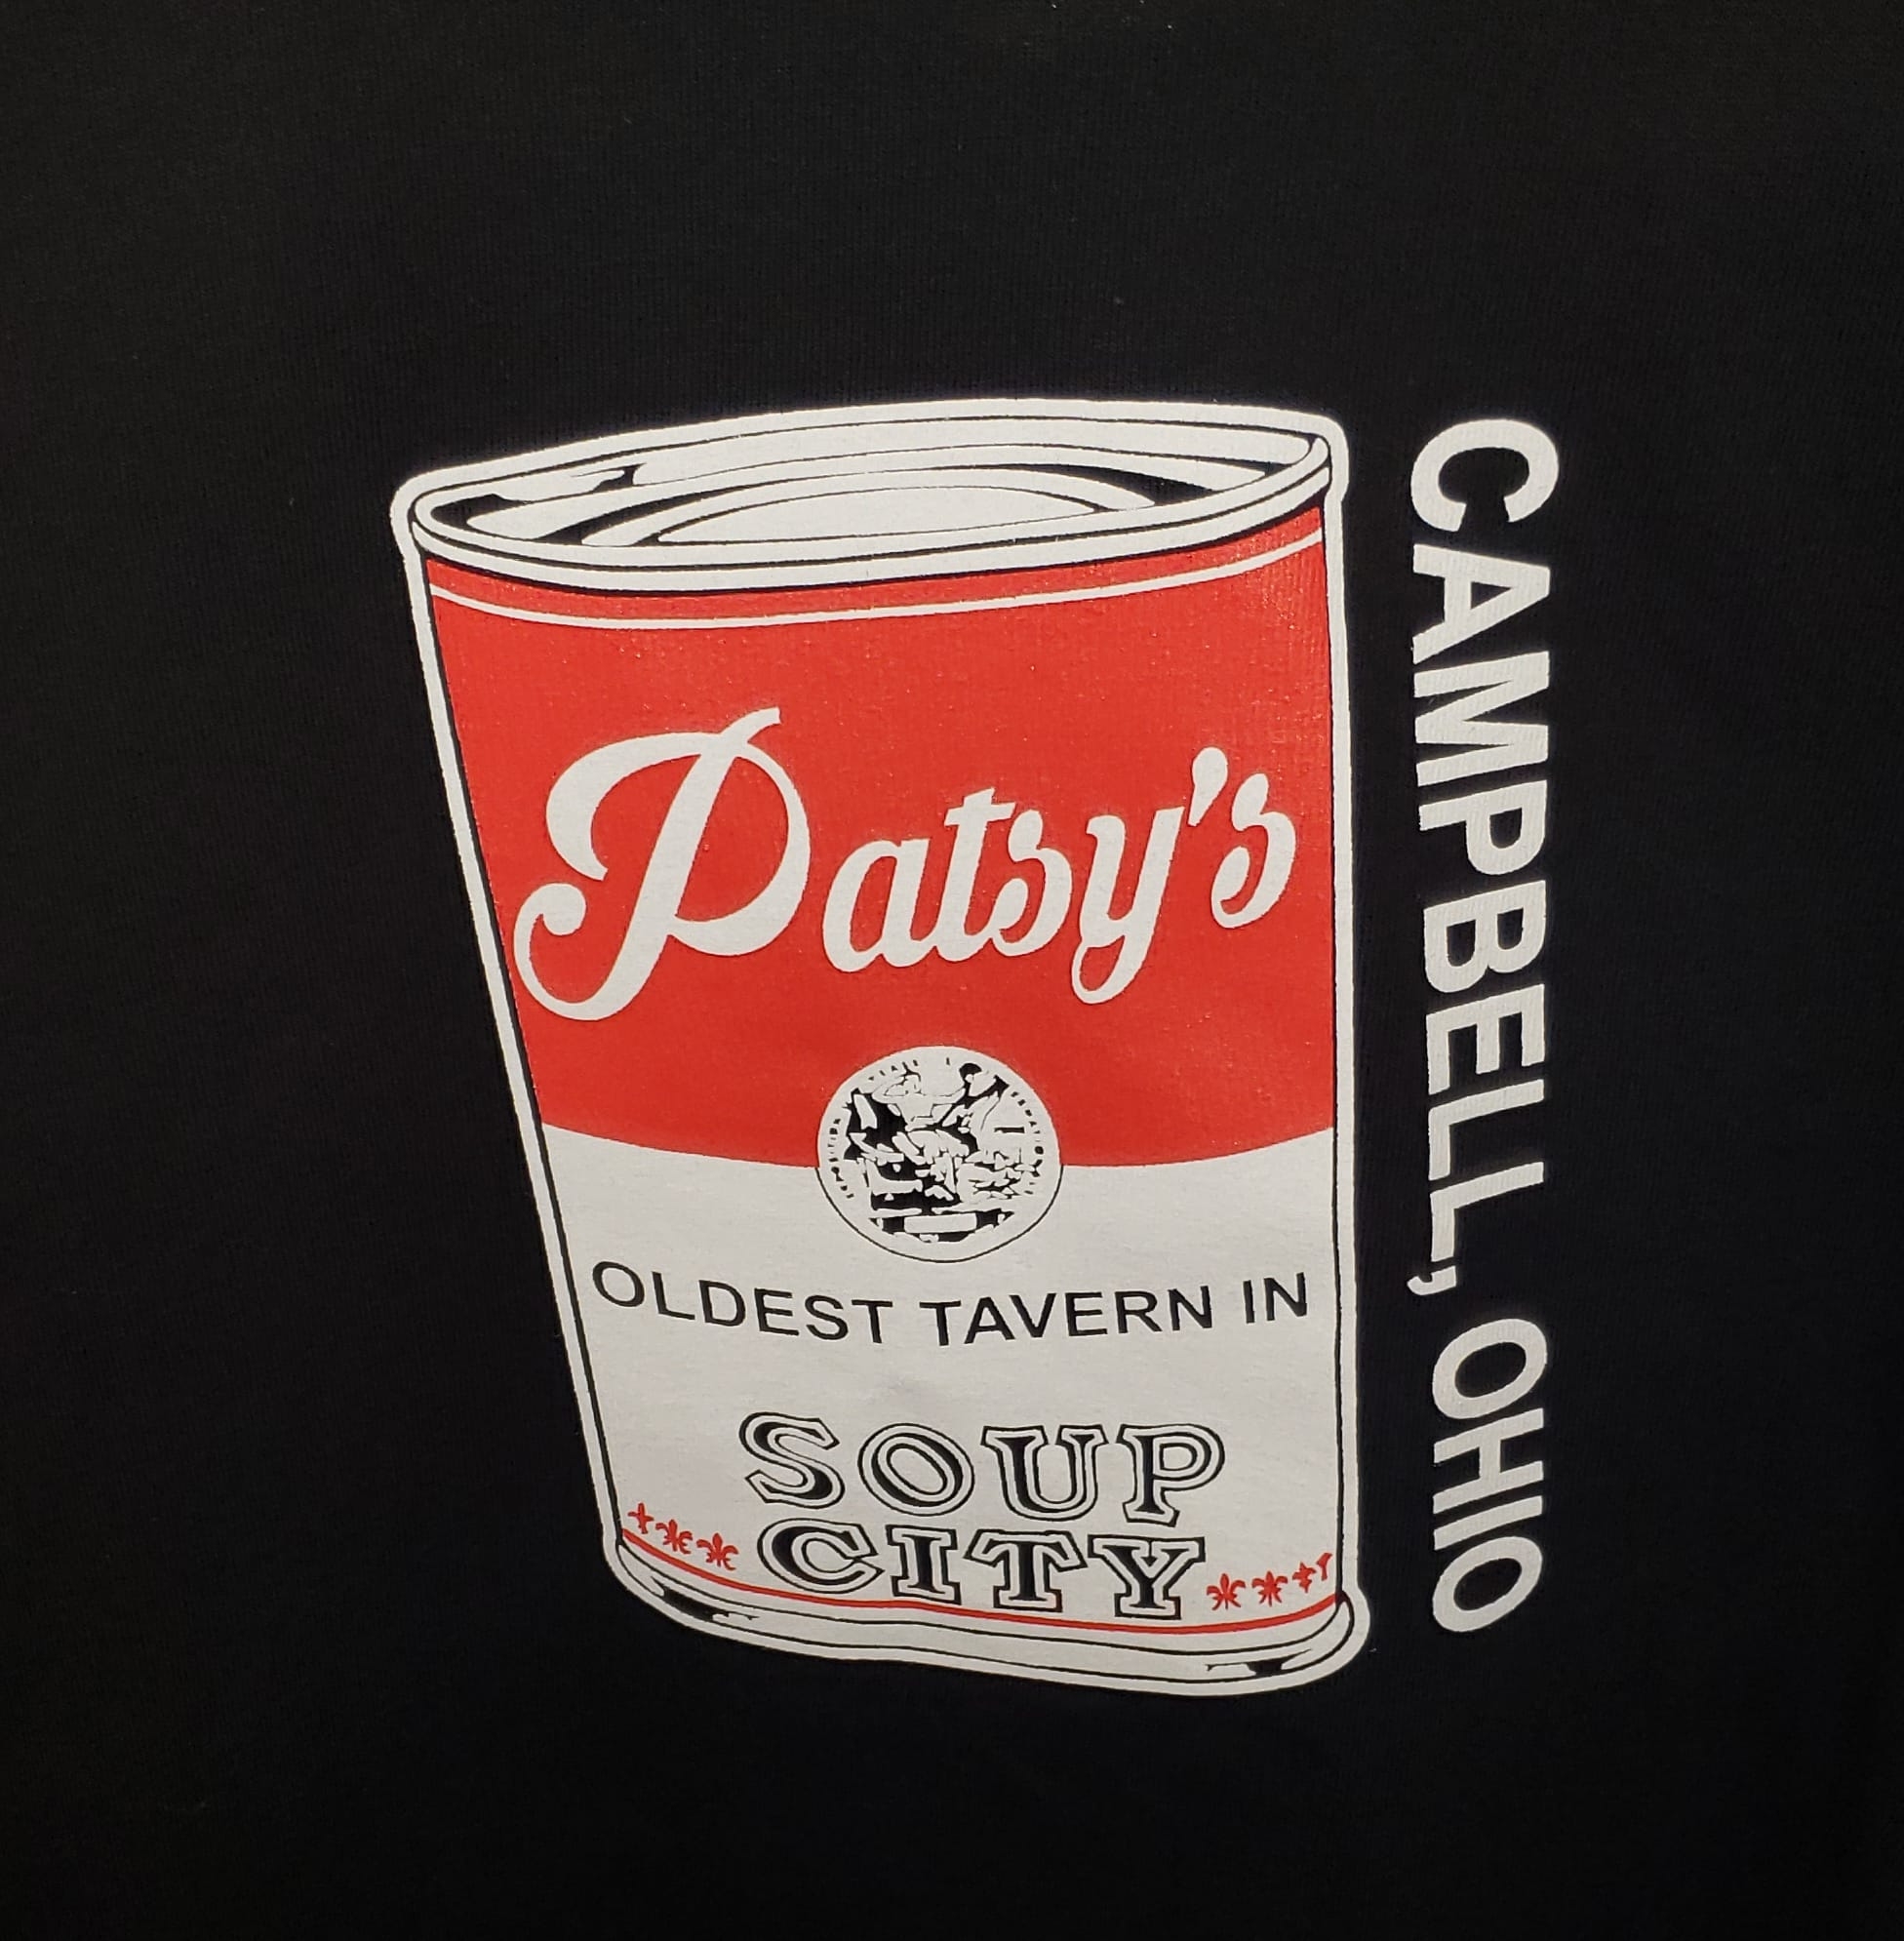 Patsy's
OLDEST TAVERN IN
SOUP
CITY
CAMPBELL, OHIO